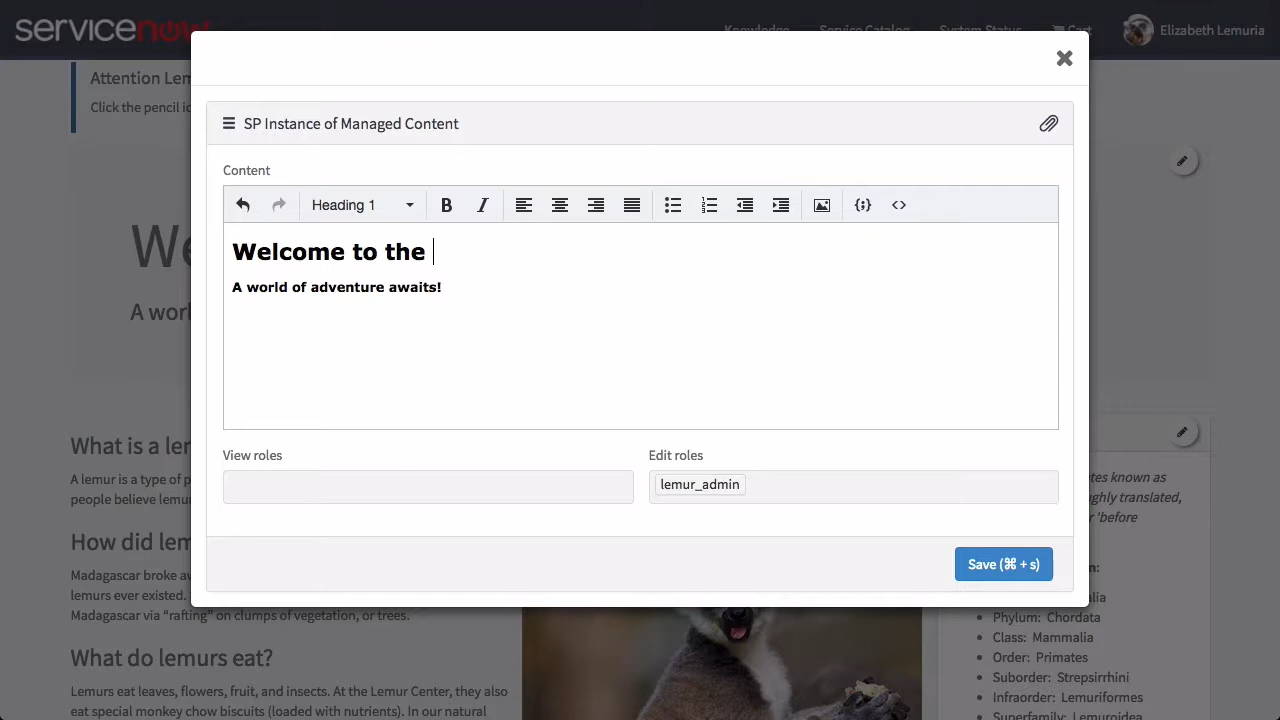 servicenow
Knowledge
Service Catalog
System Status
Cart
Elizabeth Lemuria
Attention Lem
Click the pencil ic
SP Instance of Managed Content
Content
Heading 1
B
I
Welcome to the
A world of adventure awaits!
We
A worl
View roles
Edit roles
lemur_admin
Save (⌘ + s)
What is a le
A lemur is a type of p
people believe lemu
How did lem
Madagascar broke aw
lemurs ever existed.
Madagascar via “rafting” on clumps of vegetation, or trees.
What do lemurs eat?
Lemurs eat leaves, flowers, fruit, and insects. At the Lemur Center, they also
eat special monkey chow biscuits (loaded with nutrients). In our natural
tes known as
ghly translated,
r 'before
n:
alia
Phylum: Chordata
Class: Mammalia
Order: Primates
Suborder: Strepsirrhini
Infraorder: Lemuriformes
Superfamily: Lemuroidea